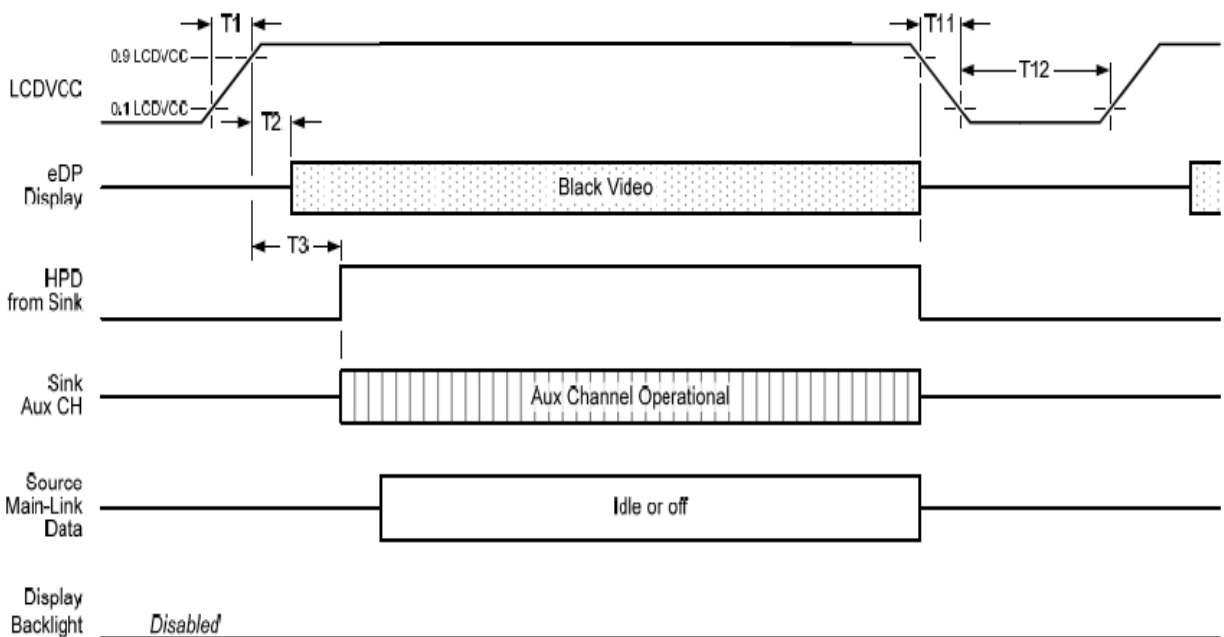 T1
T11
0.9 LCDVCC
LCDVCC
T12
0.1 LCDVCC
T2
eDP
Display
Black Video
T3
HPD
from Sink
Sink
Aux CH
Aux Channel Operational
Source
Main-Link
Data
Idle or off
Display
Backlight
Disabled